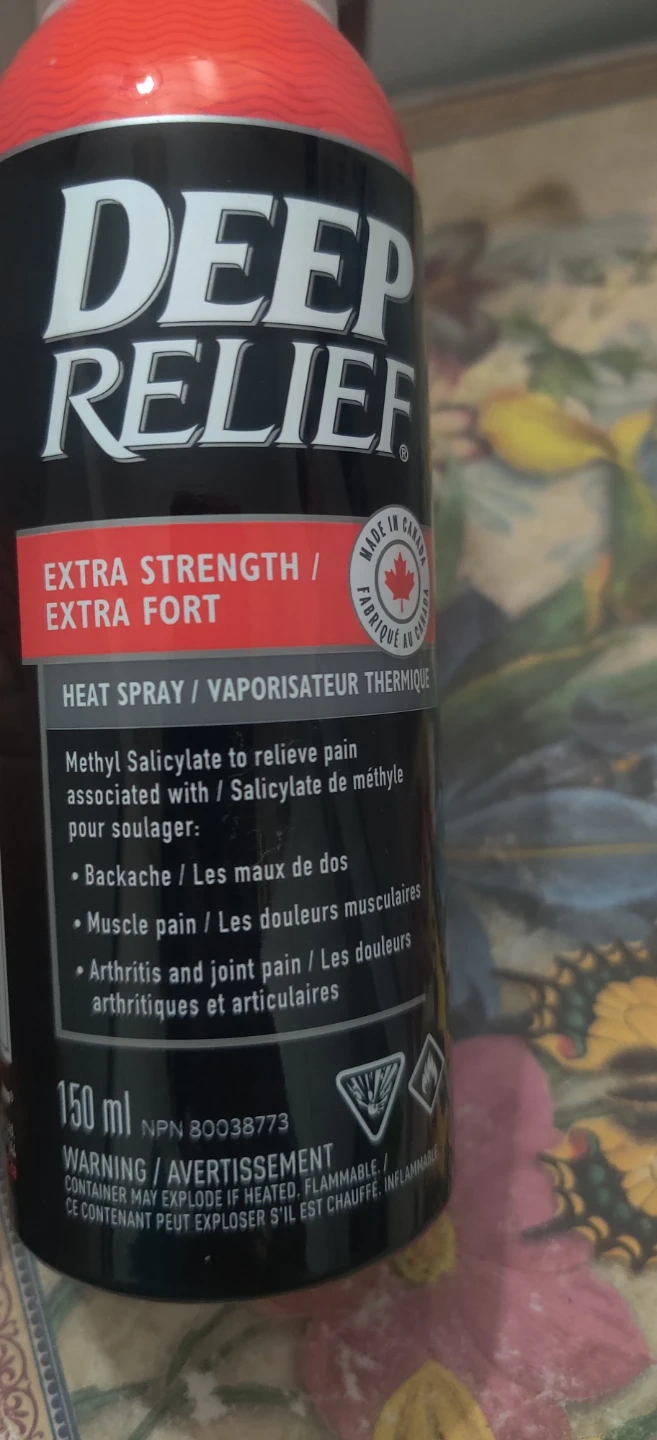 DEEP
RELIEF®
MADE IN CANADA
FABRIQUÉ AU CANADA
EXTRA STRENGTH /
EXTRA FORT
HEAT SPRAY / VAPORISATEUR THERMIQUE
Methyl Salicylate to relieve pain
associated with / Salicylate de méthyle
pour soulager:
• Backache / Les maux de dos
• Muscle pain / Les douleurs musculaires
• Arthritis and joint pain / Les douleurs
arthritiques et articulaires
150 ml NPN 80038773
WARNING / AVERTISSEMENT
CONTAINER MAY EXPLODE IF HEATED. FLAMMABLE. /
CE CONTENANT PEUT EXPLOSER S'IL EST CHAUFFÉ. INFLAMMABLE